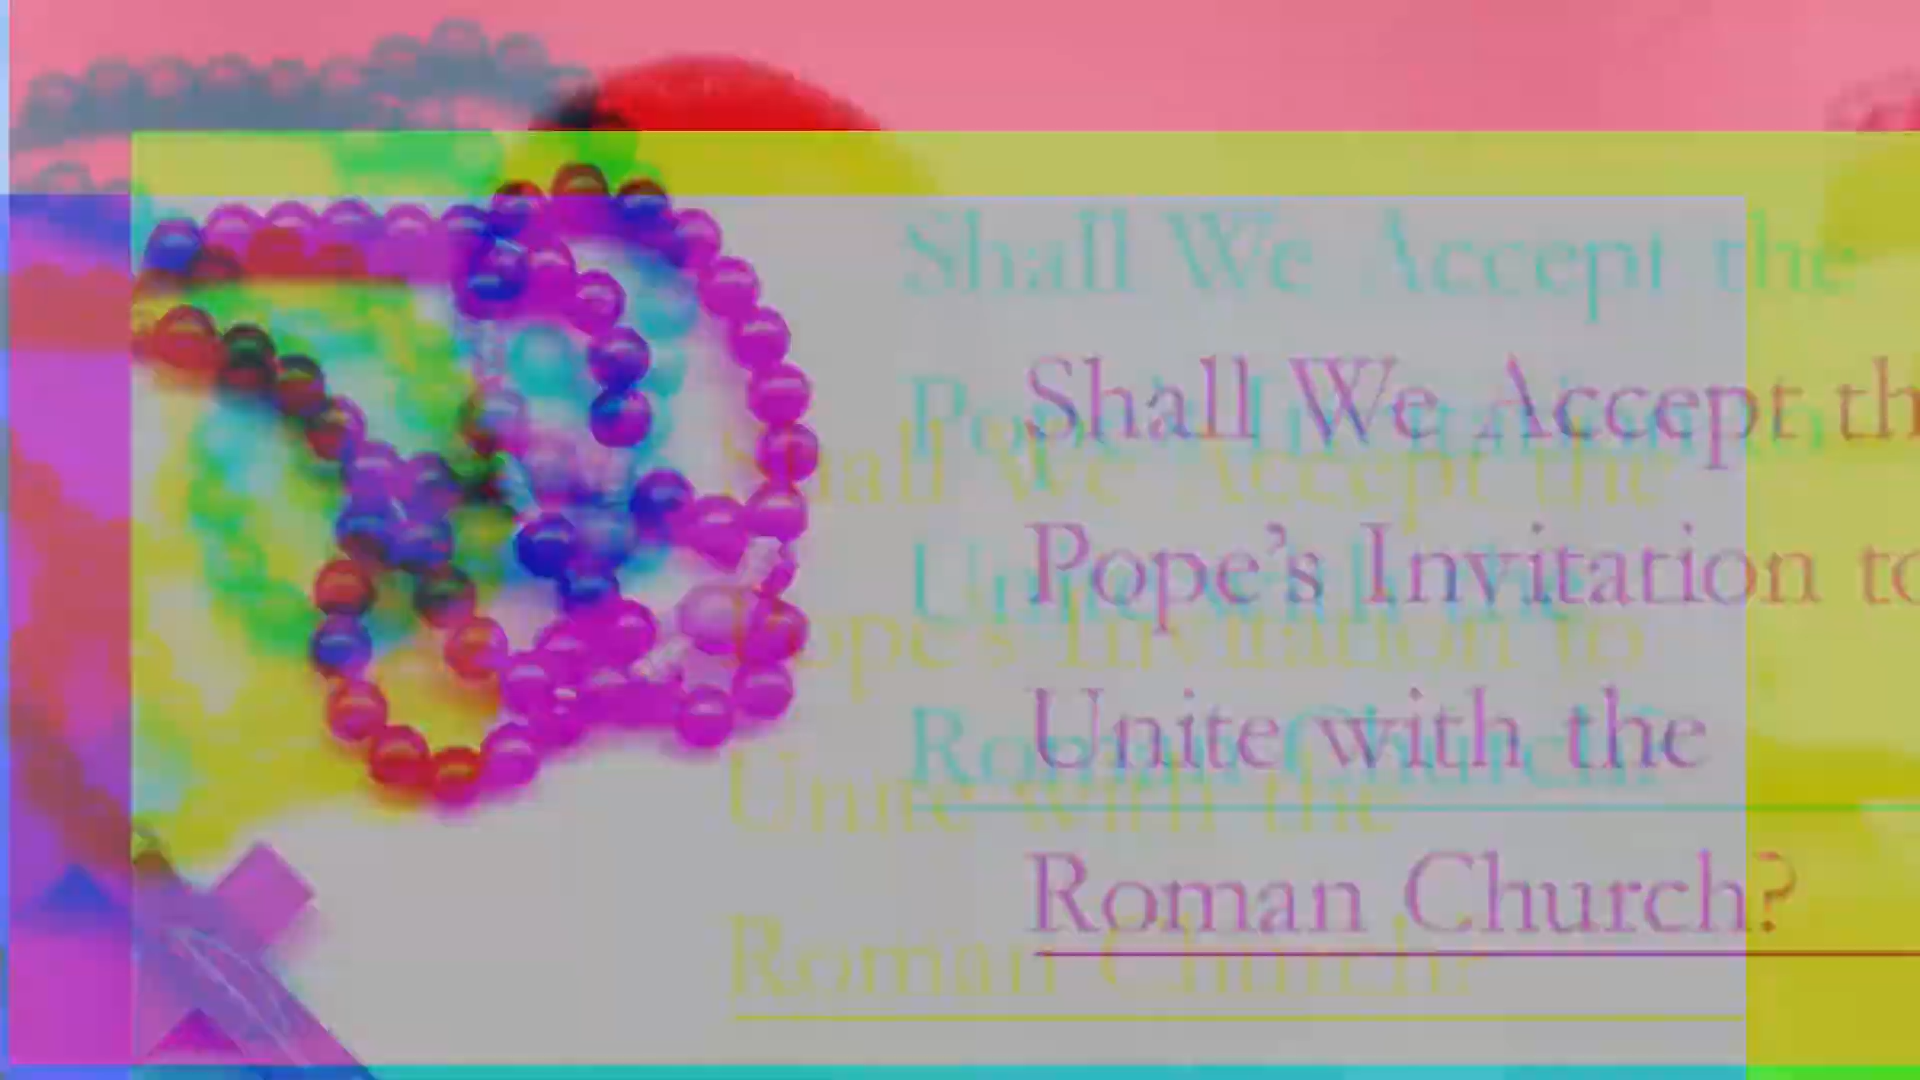 Shall We Accept the
Pope's Invitation to
Unite with the
Roman Church?